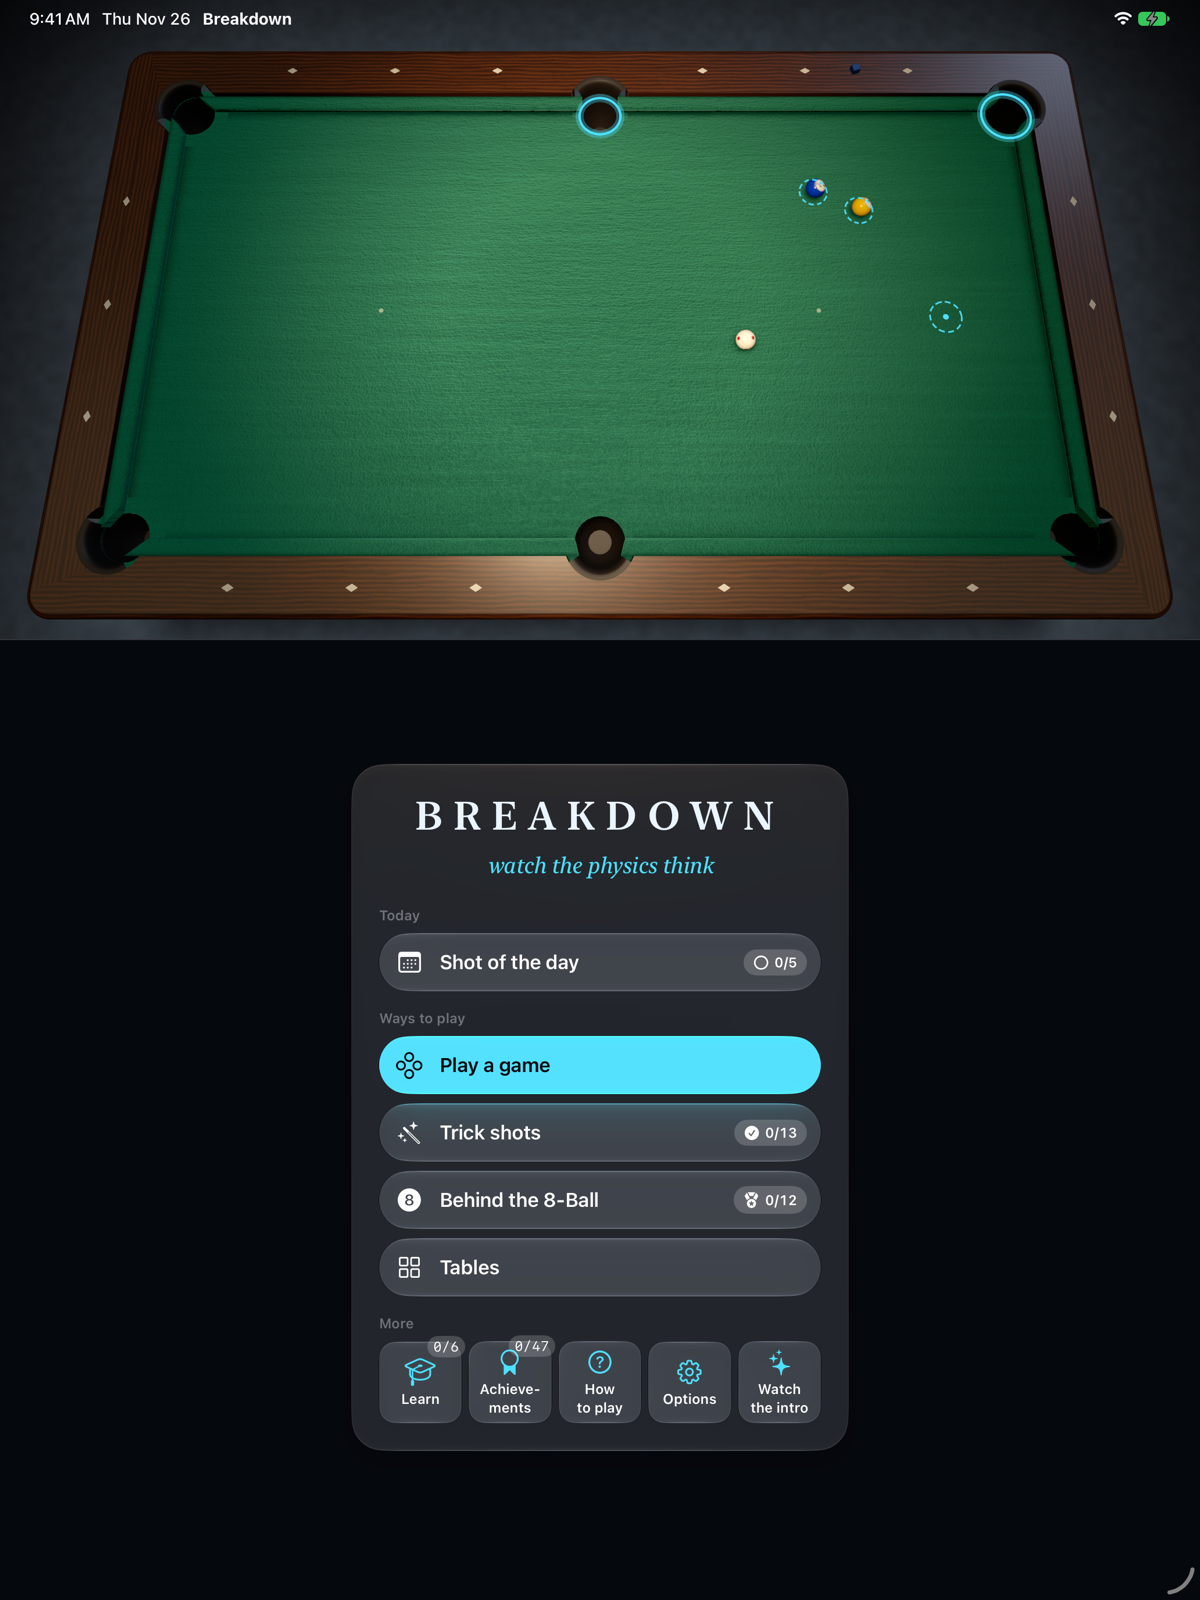 9:41 AM Thu Nov 26 Breakdown
BREAKDOWN
watch the physics think
Today
Shot of the day 0/5
Ways to play
Play a game
Trick shots 0/13
8 Behind the 8-Ball 0/12
Tables
More
0/6
Learn
0/47
Achieve-
ments
?
How
to play
Options
Watch
the intro